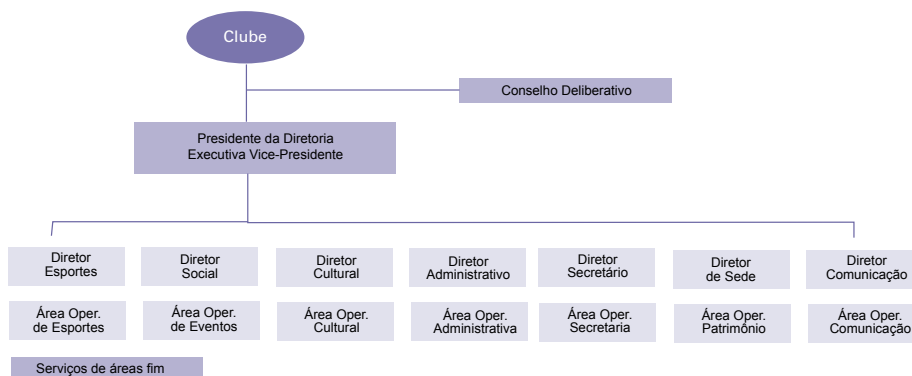 Clube
Conselho Deliberativo
Presidente da Diretoria
Executiva Vice-Presidente
Diretor
Esportes
Diretor
Social
Diretor
Cultural
Diretor
Administrativo
Diretor
Secretário
Diretor
de Sede
Diretor
Comunicação
Área Oper.
de Esportes
Área Oper.
de Eventos
Área Oper.
Cultural
Área Oper.
Administrativa
Área Oper.
Secretaria
Área Oper.
Patrimônio
Área Oper.
Comunicação
Serviços de áreas fim